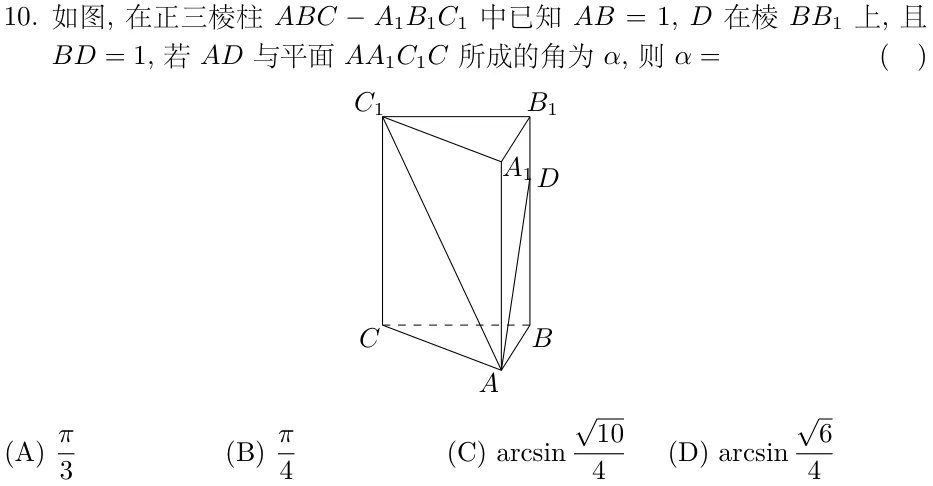 10. 如图, 在正三棱柱 ABC − A₁B₁C₁ 中已知 AB = 1, D 在棱 BB₁ 上, 且
BD = 1, 若 AD 与平面 AA₁C₁C 所成的角为 α, 则 α = ( )
C₁ B₁
A₁ D
C B
A
(A) π/3 (B) π/4 (C) arcsin √10/4 (D) arcsin √6/4